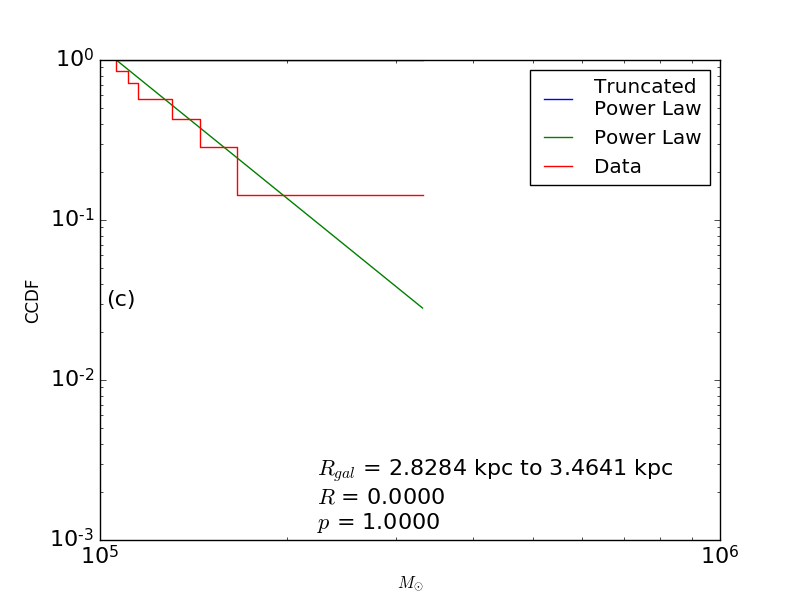 10^0
Truncated
Power Law
Power Law
Data
10^-1
CCDF
(c)
10^-2
R_gal = 2.8284 kpc to 3.4641 kpc
R = 0.0000
p = 1.0000
10^-3
10^5
10^6
M_⊙